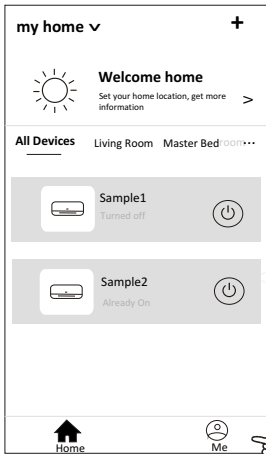 my home
Welcome home
Set your home location, get more
information
All Devices Living Room Master Bedroom
Sample1
Turned off
Sample2
Already On
Home Me